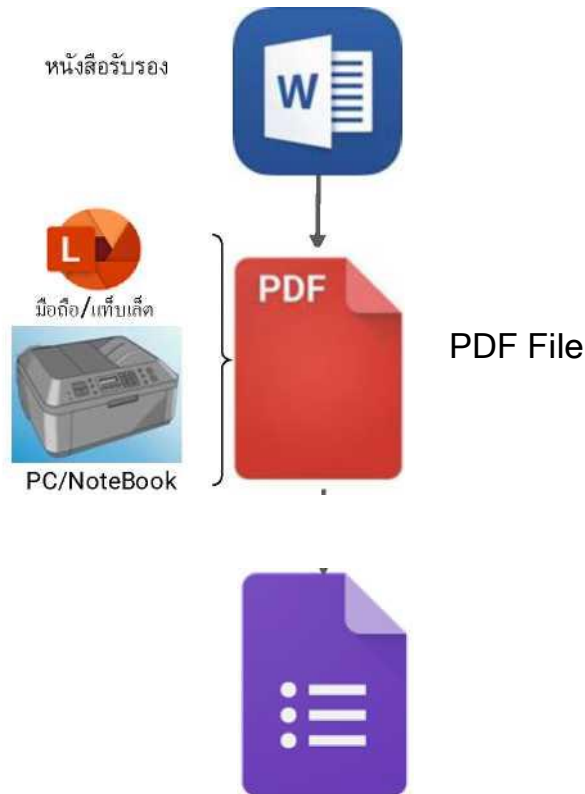 หนังสือรับรอง
W
L
PDF
มือถือ/แท็บเล็ต
PDF File
PC/NoteBook